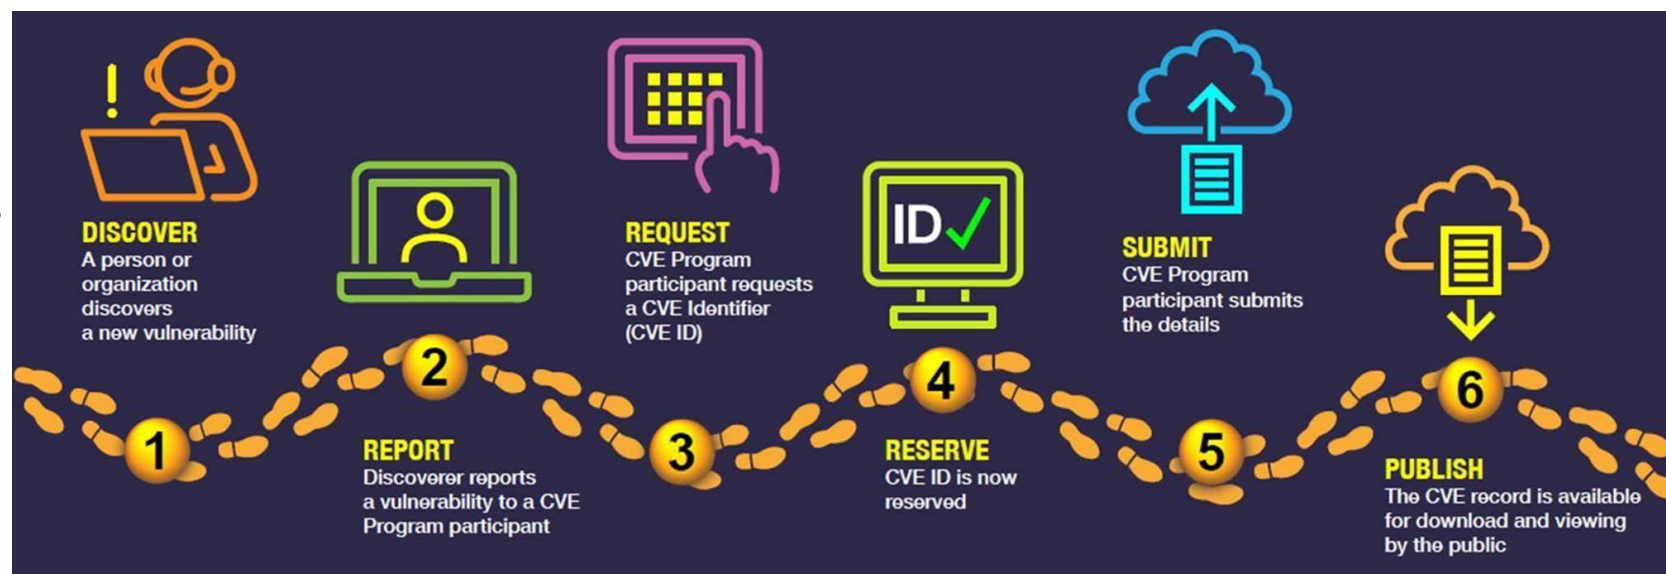 DISCOVER
A person or
organization
discovers
a new vulnerability
1
2
REPORT
Discoverer reports
a vulnerability to a CVE
Program participant
REQUEST
CVE Program
participant requests
a CVE Identifier
(CVE ID)
3
ID
4
RESERVE
CVE ID is now
reserved
SUBMIT
CVE Program
participant submits
the details
5
6
PUBLISH
The CVE record is available
for download and viewing
by the public